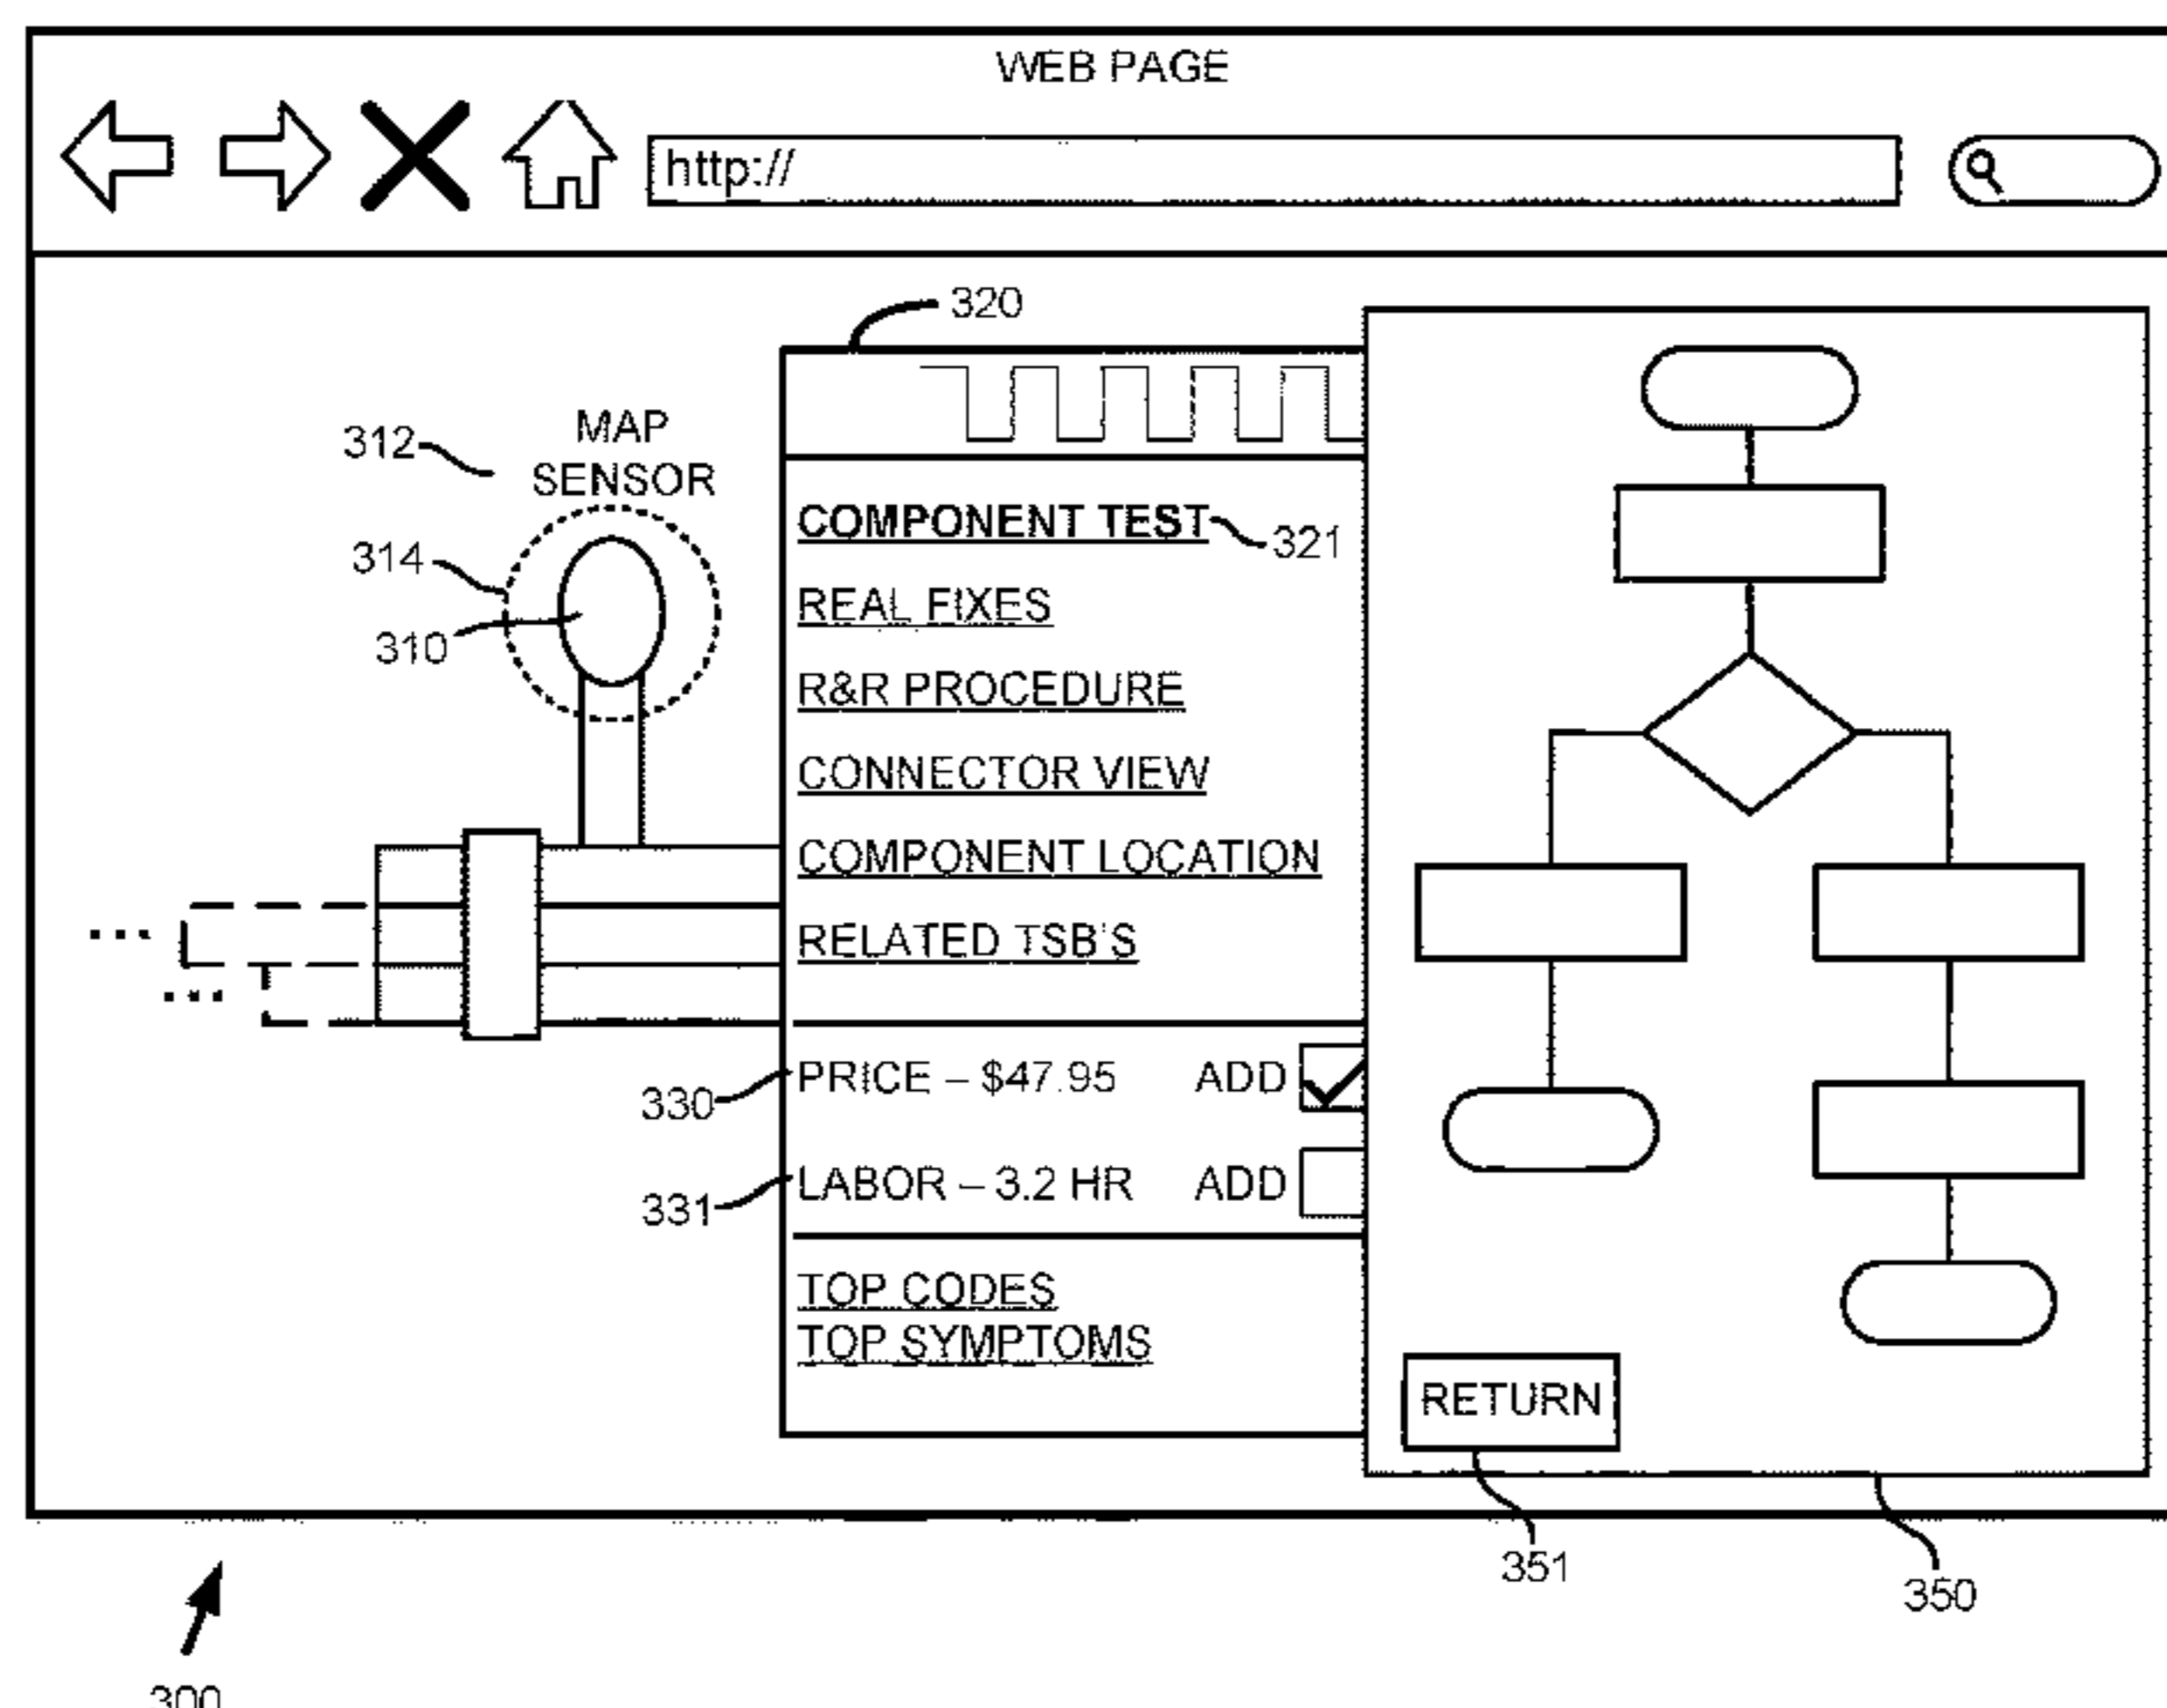 WEB PAGE
http://
320
312
MAP
SENSOR
314
310
COMPONENT TEST
321
REAL FIXES
R&R PROCEDURE
CONNECTOR VIEW
COMPONENT LOCATION
RELATED TSB'S
...
...
330
PRICE – $47.95 ADD
331
LABOR – 3.2 HR ADD
TOP CODES
TOP SYMPTOMS
RETURN
351
350
300